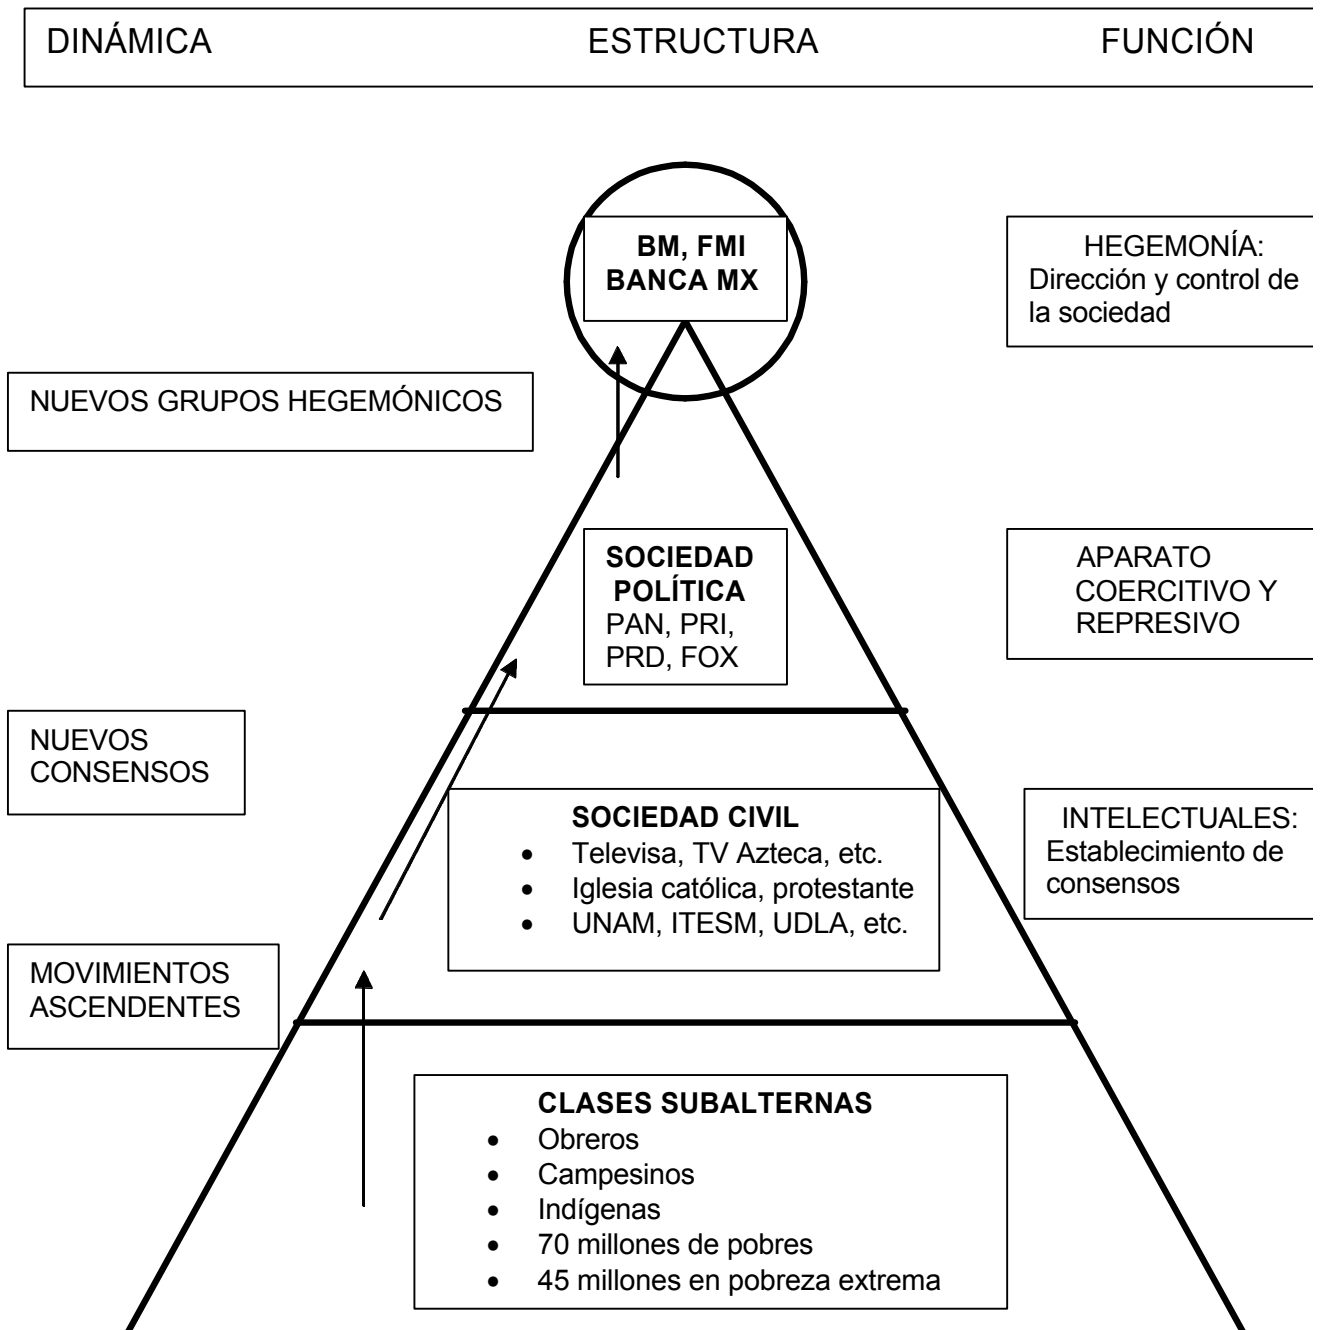 DINÁMICA ESTRUCTURA FUNCIÓN
BM, FMI
BANCA MX
HEGEMONÍA:
Dirección y control de
la sociedad
NUEVOS GRUPOS HEGEMÓNICOS
SOCIEDAD
POLÍTICA
PAN, PRI,
PRD, FOX
APARATO
COERCITIVO Y
REPRESIVO
NUEVOS
CONSENSOS
SOCIEDAD CIVIL
• Televisa, TV Azteca, etc.
• Iglesia católica, protestante
• UNAM, ITESM, UDLA, etc.
INTELECTUALES:
Establecimiento de
consensos
MOVIMIENTOS
ASCENDENTES
CLASES SUBALTERNAS
• Obreros
• Campesinos
• Indígenas
• 70 millones de pobres
• 45 millones en pobreza extrema